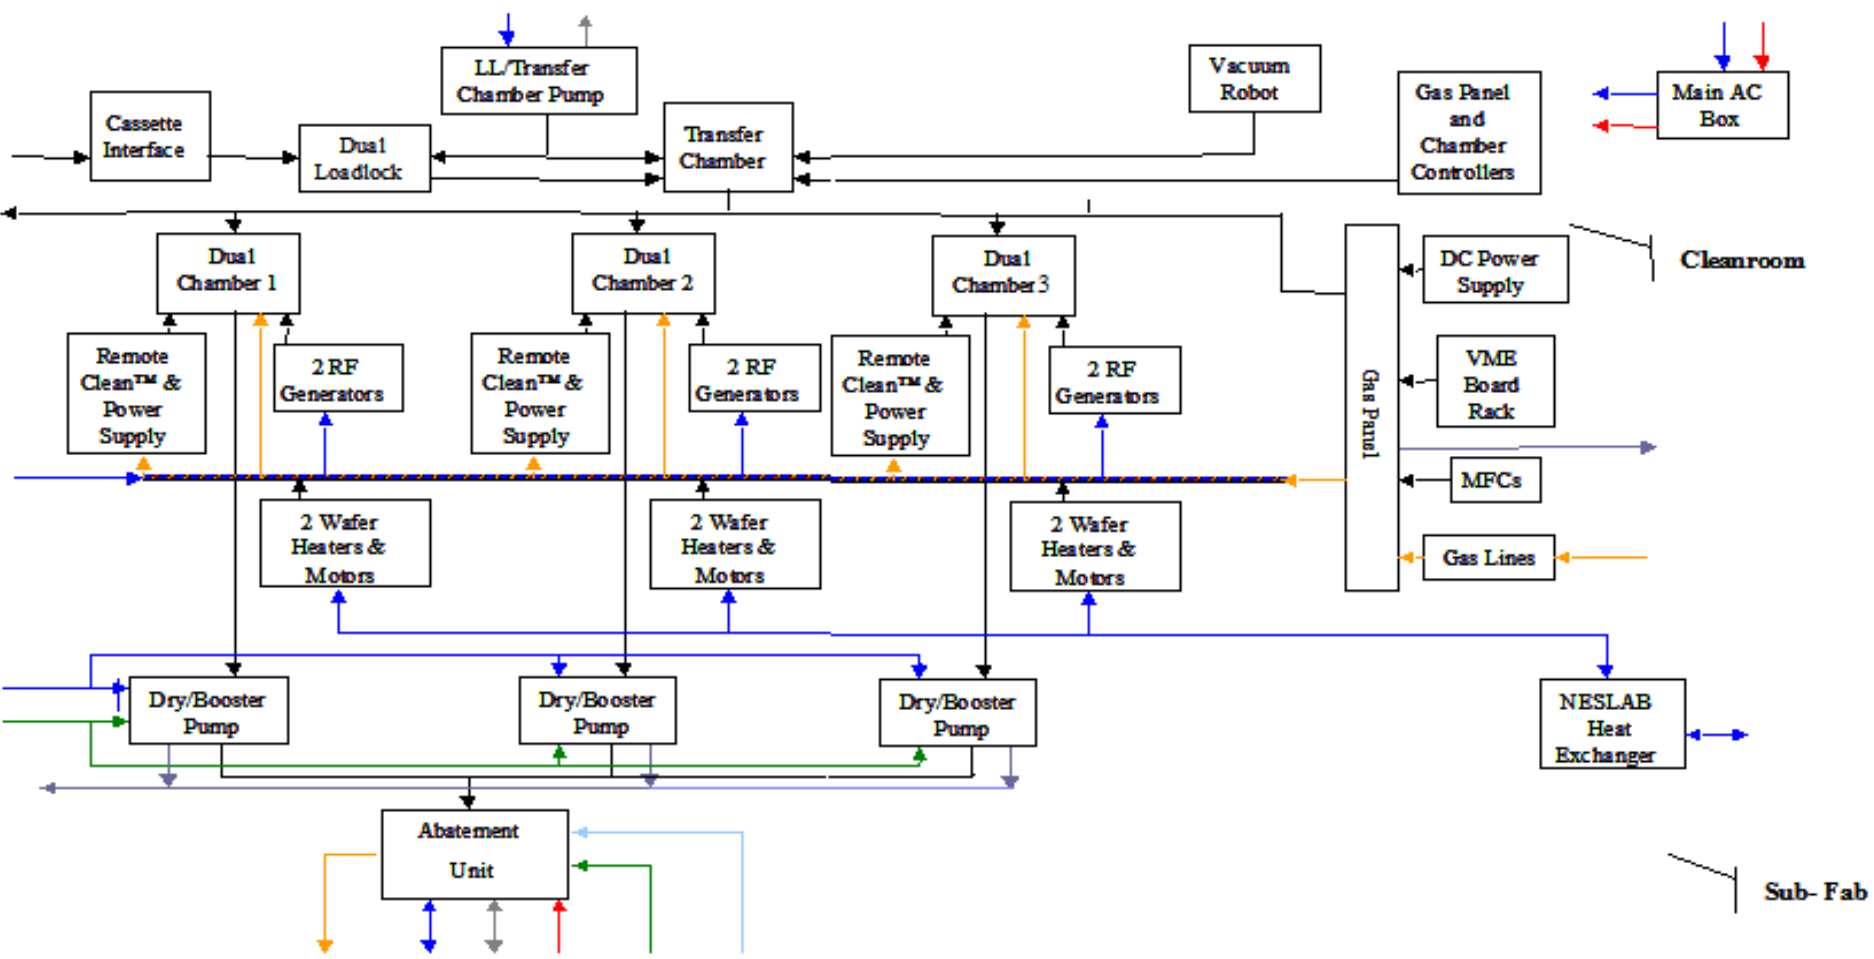 LL/Transfer
Chamber Pump
Vacuum
Robot
Gas Panel
and
Chamber
Controllers
Main AC
Box
Cassette
Interface
Dual
Loadlock
Transfer
Chamber
Dual
Chamber 1
Dual
Chamber 2
Dual
Chamber 3
DC Power
Supply
Cleanroom
Remote
Clean™ &
Power
Supply
2 RF
Generators
Remote
Clean™ &
Power
Supply
2 RF
Generators
Remote
Clean™ &
Power
Supply
2 RF
Generators
Gas Panel
VME
Board
Rack
MFCs
Gas Lines
2 Wafer
Heaters &
Motors
2 Wafer
Heaters &
Motors
2 Wafer
Heaters &
Motors
Dry/Booster
Pump
Dry/Booster
Pump
Dry/Booster
Pump
NESLAB
Heat
Exchanger
Abatement
Unit
Sub- Fab